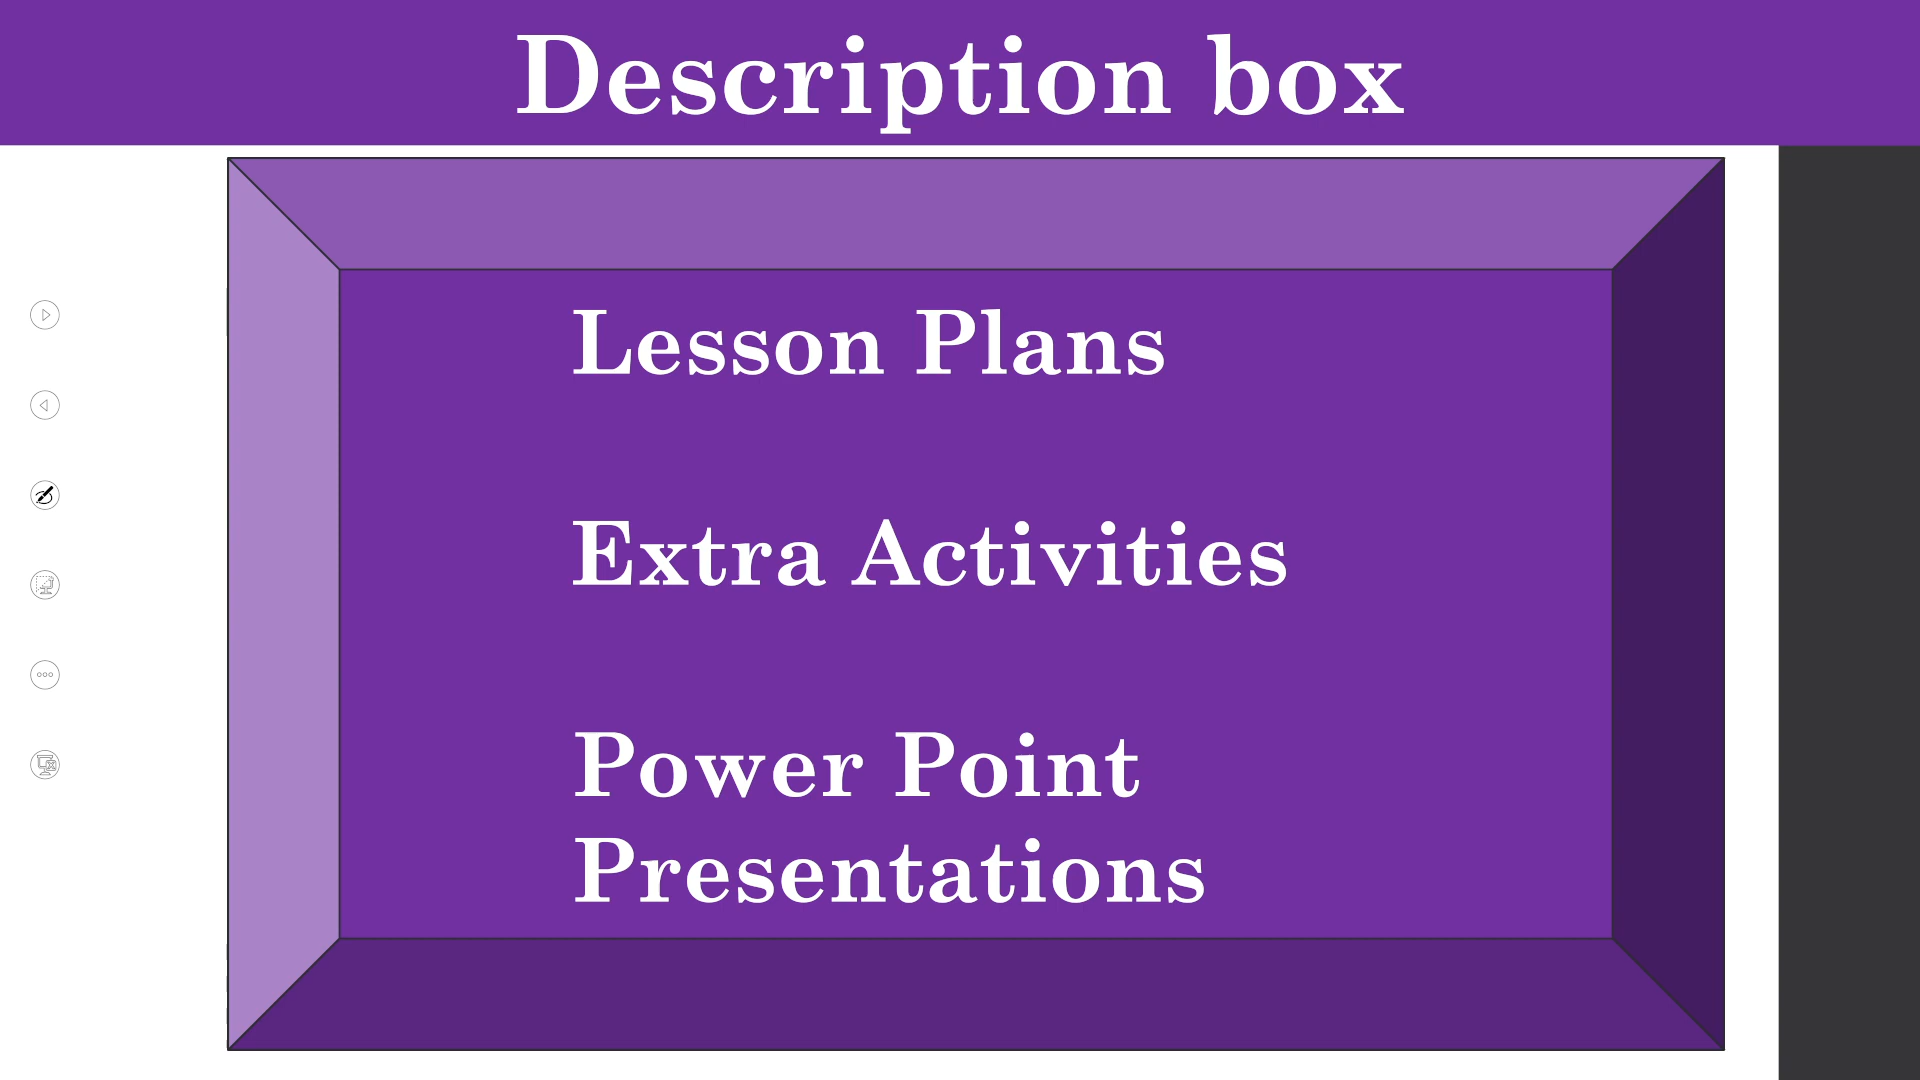 Description box
Lesson Plans
Extra Activities
Power Point
Presentations